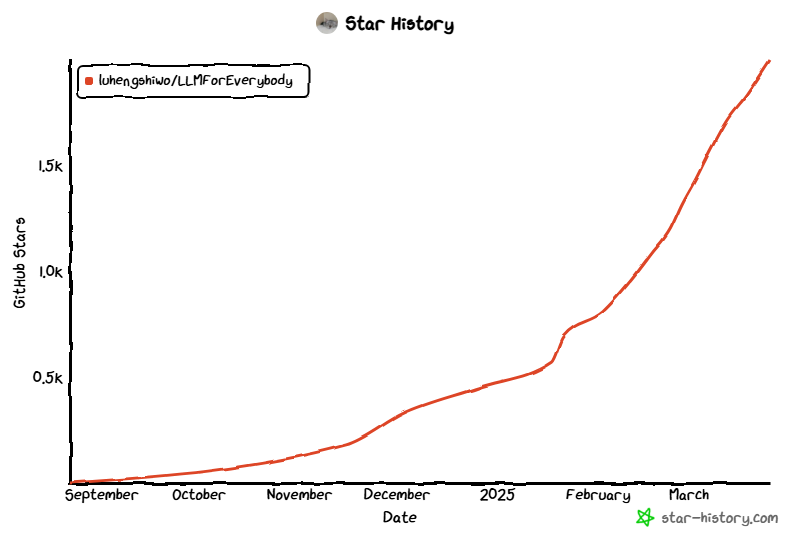 Star History
luhengshiwo/LLMForEverybody
1.5K
1.0K
0.5K
GitHub Stars
September October November December 2025 February March
Date
star-history.com